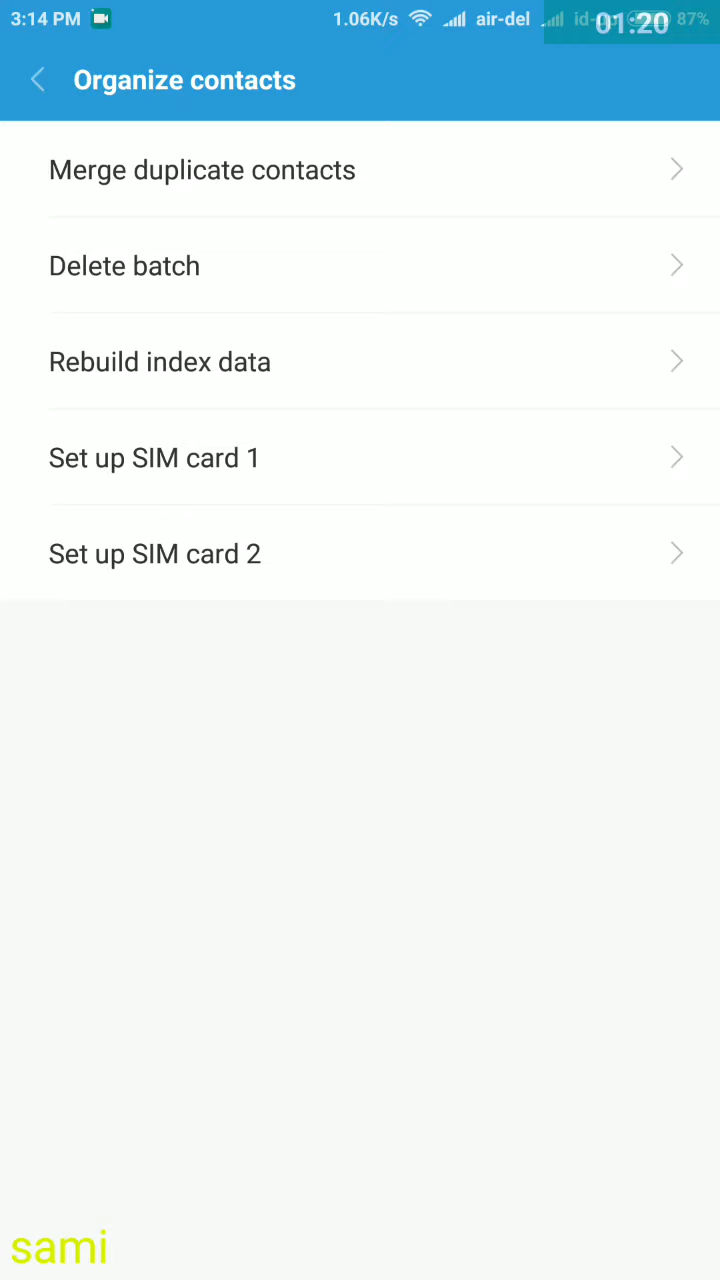 3:14 PM 1.06K/s air-del 01:20 87%
Organize contacts
Merge duplicate contacts
Delete batch
Rebuild index data
Set up SIM card 1
Set up SIM card 2
sami